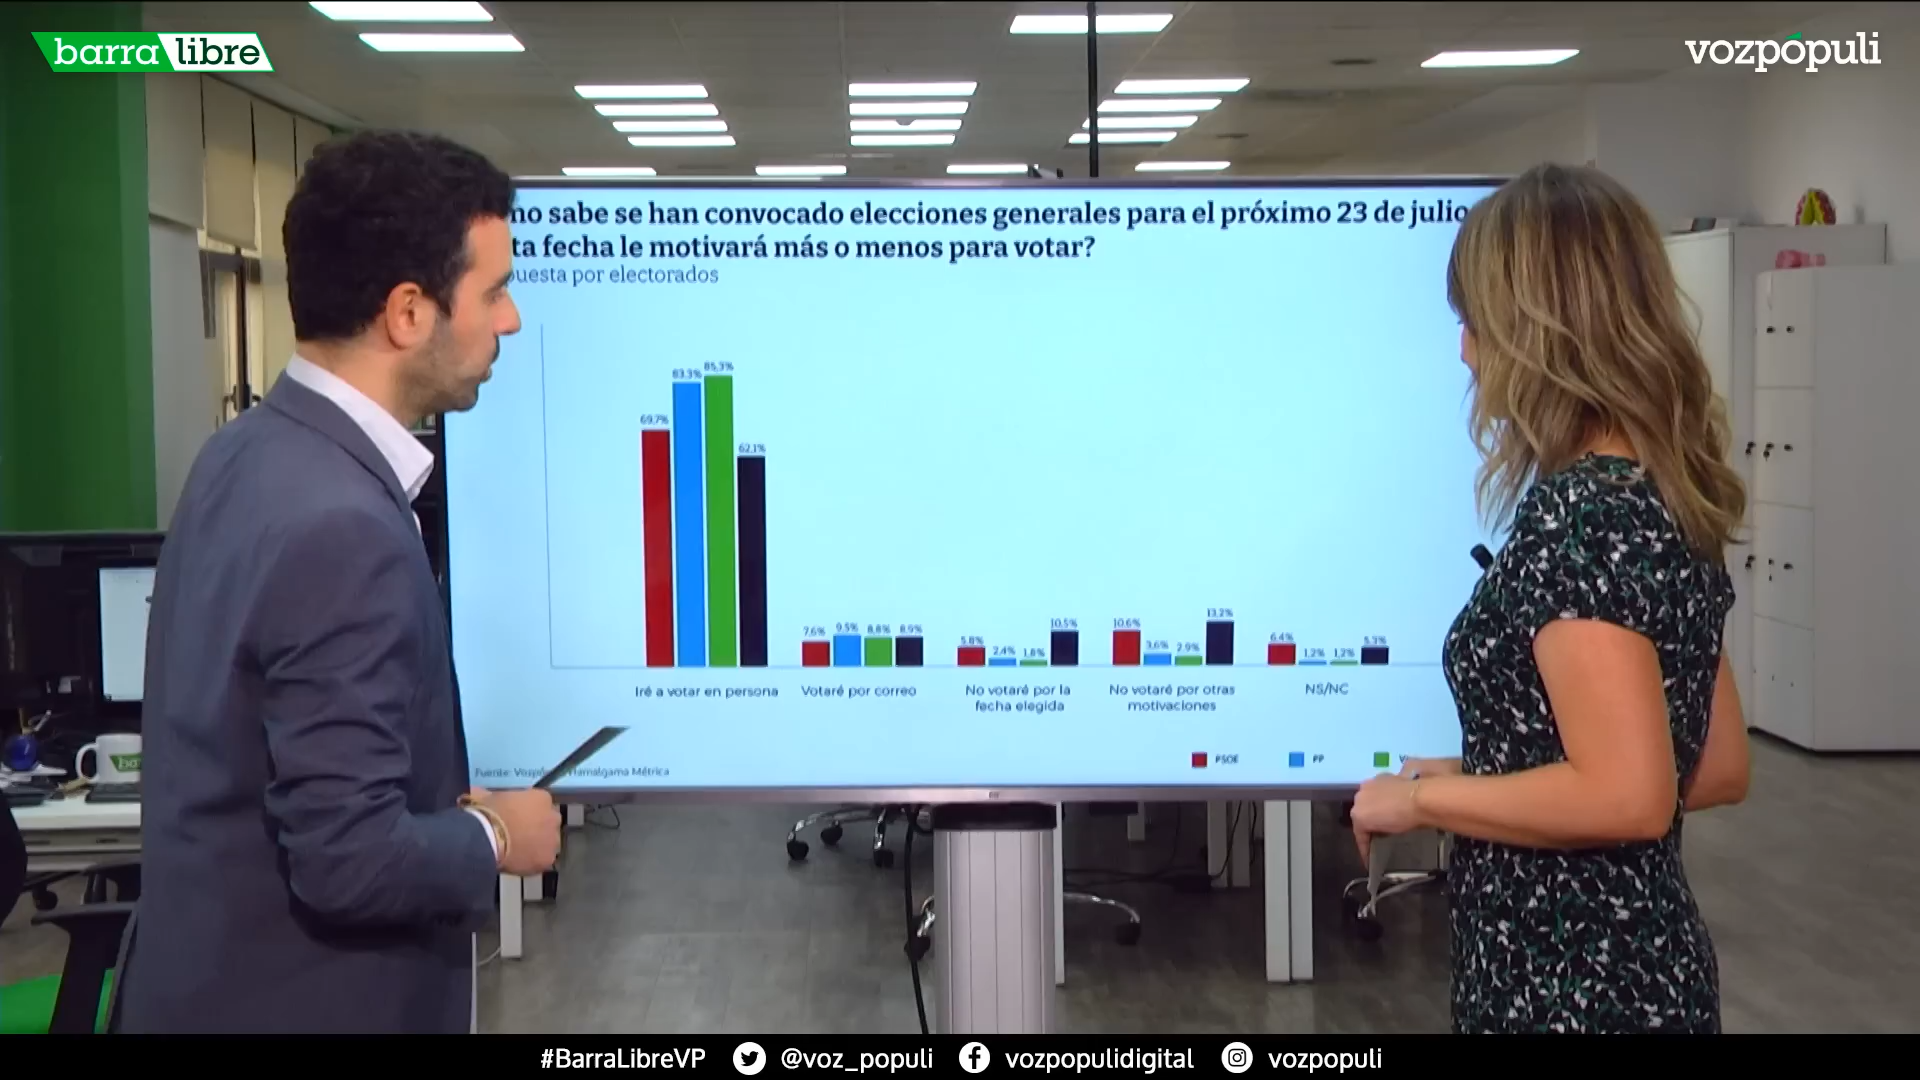 barra libre
vozpópuli
no sabe se han convocado elecciones generales para el próximo 23 de julio
ta fecha le motivará más o menos para votar?
uesta por electorados
69,7% 83,3% 85,3% 62,1%
7,6% 9,5% 8,8% 8,9%
5,8% 2,4% 1,8% 10,5%
10,6% 3,6% 2,9% 13,2%
6,4% 1,2% 1,2% 5,3%
Iré a votar en persona
Votaré por correo
No votaré por la
fecha elegida
No votaré por otras
motivaciones
NS/NC
PSOE PP V
Fuente: Hamalgama Métrica
#BarraLibreVP @voz_populi vozpopulidigital vozpopuli